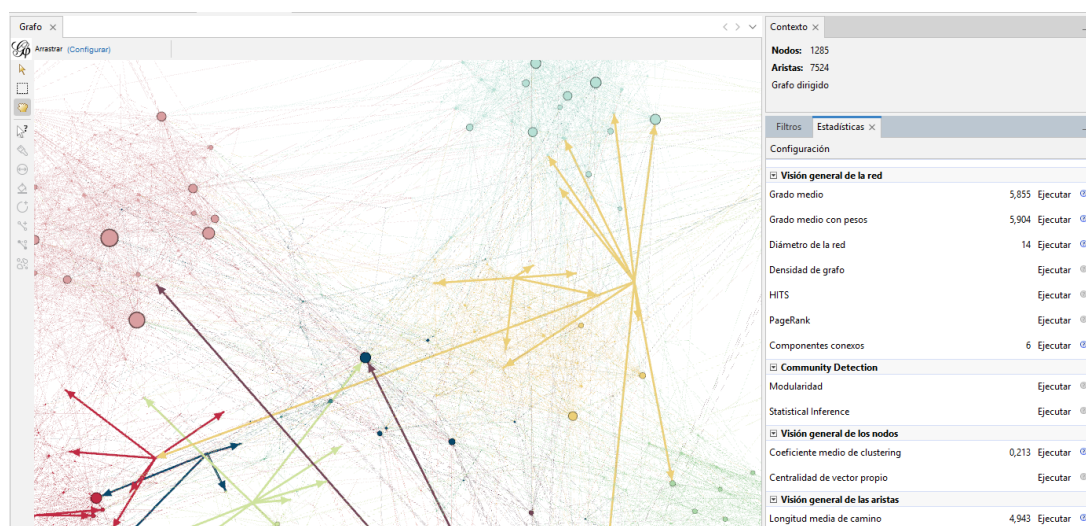 Grafo ×
Arrastrar (Configurar)
Contexto ×
Nodos: 1285
Aristas: 7524
Grafo dirigido
Filtros Estadísticas ×
Configuración
Visión general de la red
Grado medio 5,855 Ejecutar
Grado medio con pesos 5,904 Ejecutar
Diámetro de la red 14 Ejecutar
Densidad de grafo Ejecutar
HITS Ejecutar
PageRank Ejecutar
Componentes conexos 6 Ejecutar
Community Detection
Modularidad Ejecutar
Statistical Inference Ejecutar
Visión general de los nodos
Coeficiente medio de clustering 0,213 Ejecutar
Centralidad de vector propio Ejecutar
Visión general de las aristas
Longitud media de camino 4,943 Ejecutar